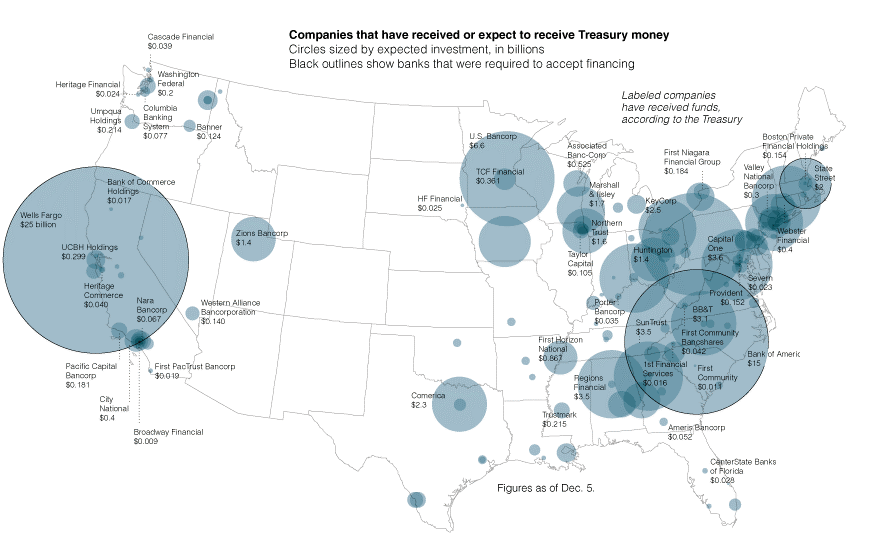 Companies that have received or expect to receive Treasury money
Circles sized by expected investment, in billions
Black outlines show banks that were required to accept financing
Labeled companies
have received funds,
according to the Treasury
Cascade Financial
$0.039
Heritage Financial
$0.024
Washington
Federal
$0.2
Umpqua
Holdings
$0.214
Columbia
Banking
System
$0.077
Banner
$0.124
Bank of Commerce
Holdings
$0.017
Wells Fargo
$25 billion
UCBH Holdings
$0.299
Heritage
Commerce
$0.040
Nara
Bancorp
$0.067
Zions Bancorp
$1.4
Western Alliance
Bancorporation
$0.140
Pacific Capital
Bancorp
$0.181
First PacTrust Bancorp
$0.019
City
National
$0.4
Broadway Financial
$0.009
U.S. Bancorp
$6.6
TCF Financial
$0.361
HF Financial
$0.025
Associated
Banc-Corp
$0.525
Marshall
& Ilsley
$1.7
Northern
Trust
$1.6
Taylor
Capital
$0.105
KeyCorp
$2.5
First Niagara
Financial Group
$0.184
Huntington
$1.4
Boston Private
Financial Holdings
$0.154
State
Street
$2
Valley
National
Bancorp
$0.3
Webster
Financial
$0.4
Capital
One
$3.6
Severn
$0.023
Provident
$0.152
Porter
Bancorp
$0.035
BB&T
$3.1
SunTrust
$3.5
First Community
Bancshares
$0.042
Bank of Americ
$15
First Horizon
National
$0.867
1st Financial
Services
$0.016
First
Community
$0.011
Regions
Financial
$3.5
Comerica
$2.3
Trustmark
$0.215
Ameris Bancorp
$0.052
CenterState Banks
of Florida
$0.028
Figures as of Dec. 5.